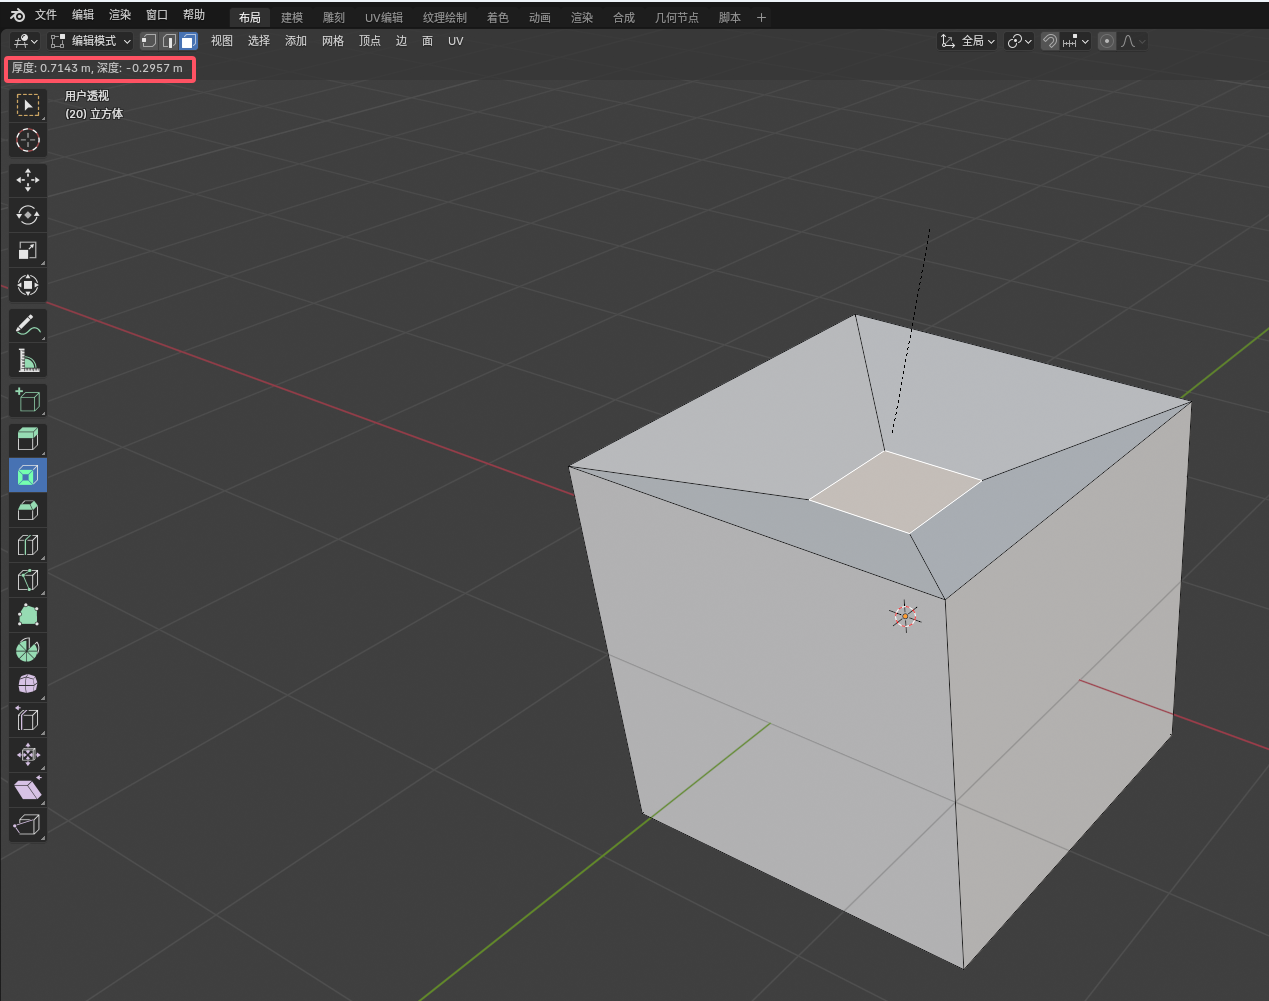 文件 编辑 渲染 窗口 帮助 布局 建模 雕刻 UV编辑 纹理绘制 着色 动画 渲染 合成 几何节点 脚本 +
编辑模式 视图 选择 添加 网格 顶点 边 面 UV 全局
厚度: 0.7143 m, 深度: -0.2957 m
用户透视
(20) 立方体